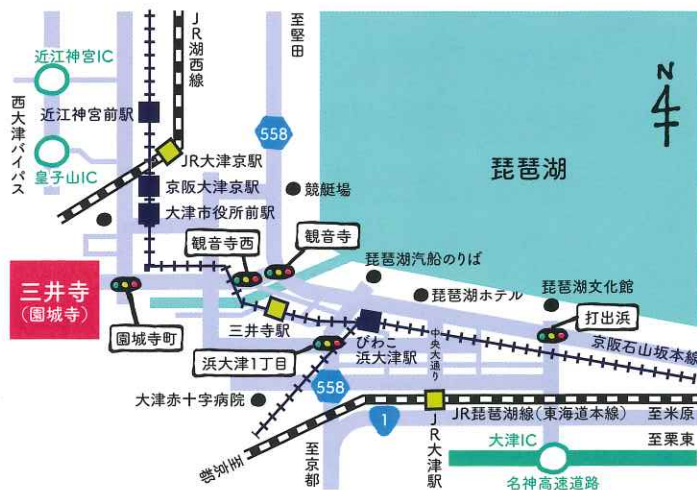 近江神宮IC
JR湖西線
至堅田
N
西大津バイパス
近江神宮前駅
558
皇子山IC
JR大津京駅
琵琶湖
京阪大津京駅
競艇場
大津市役所前駅
観音寺西
観音寺
三井寺
(園城寺)
琵琶湖汽船のりば
琵琶湖文化館
園城寺町
三井寺駅
琵琶湖ホテル
打出浜
浜大津1丁目
びわこ
浜大津駅
中央大通り
京阪石山坂本線
大津赤十字病院
558
1
JR琵琶湖線(東海道本線)
至米原
至京都
至京都
JR大津駅
大津IC
至栗東
名神高速道路